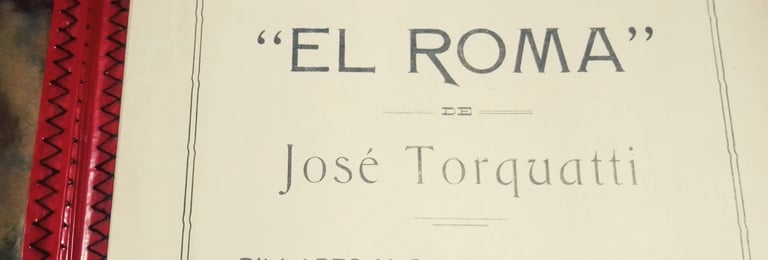 “EL ROMA”
DE
José Torquatti